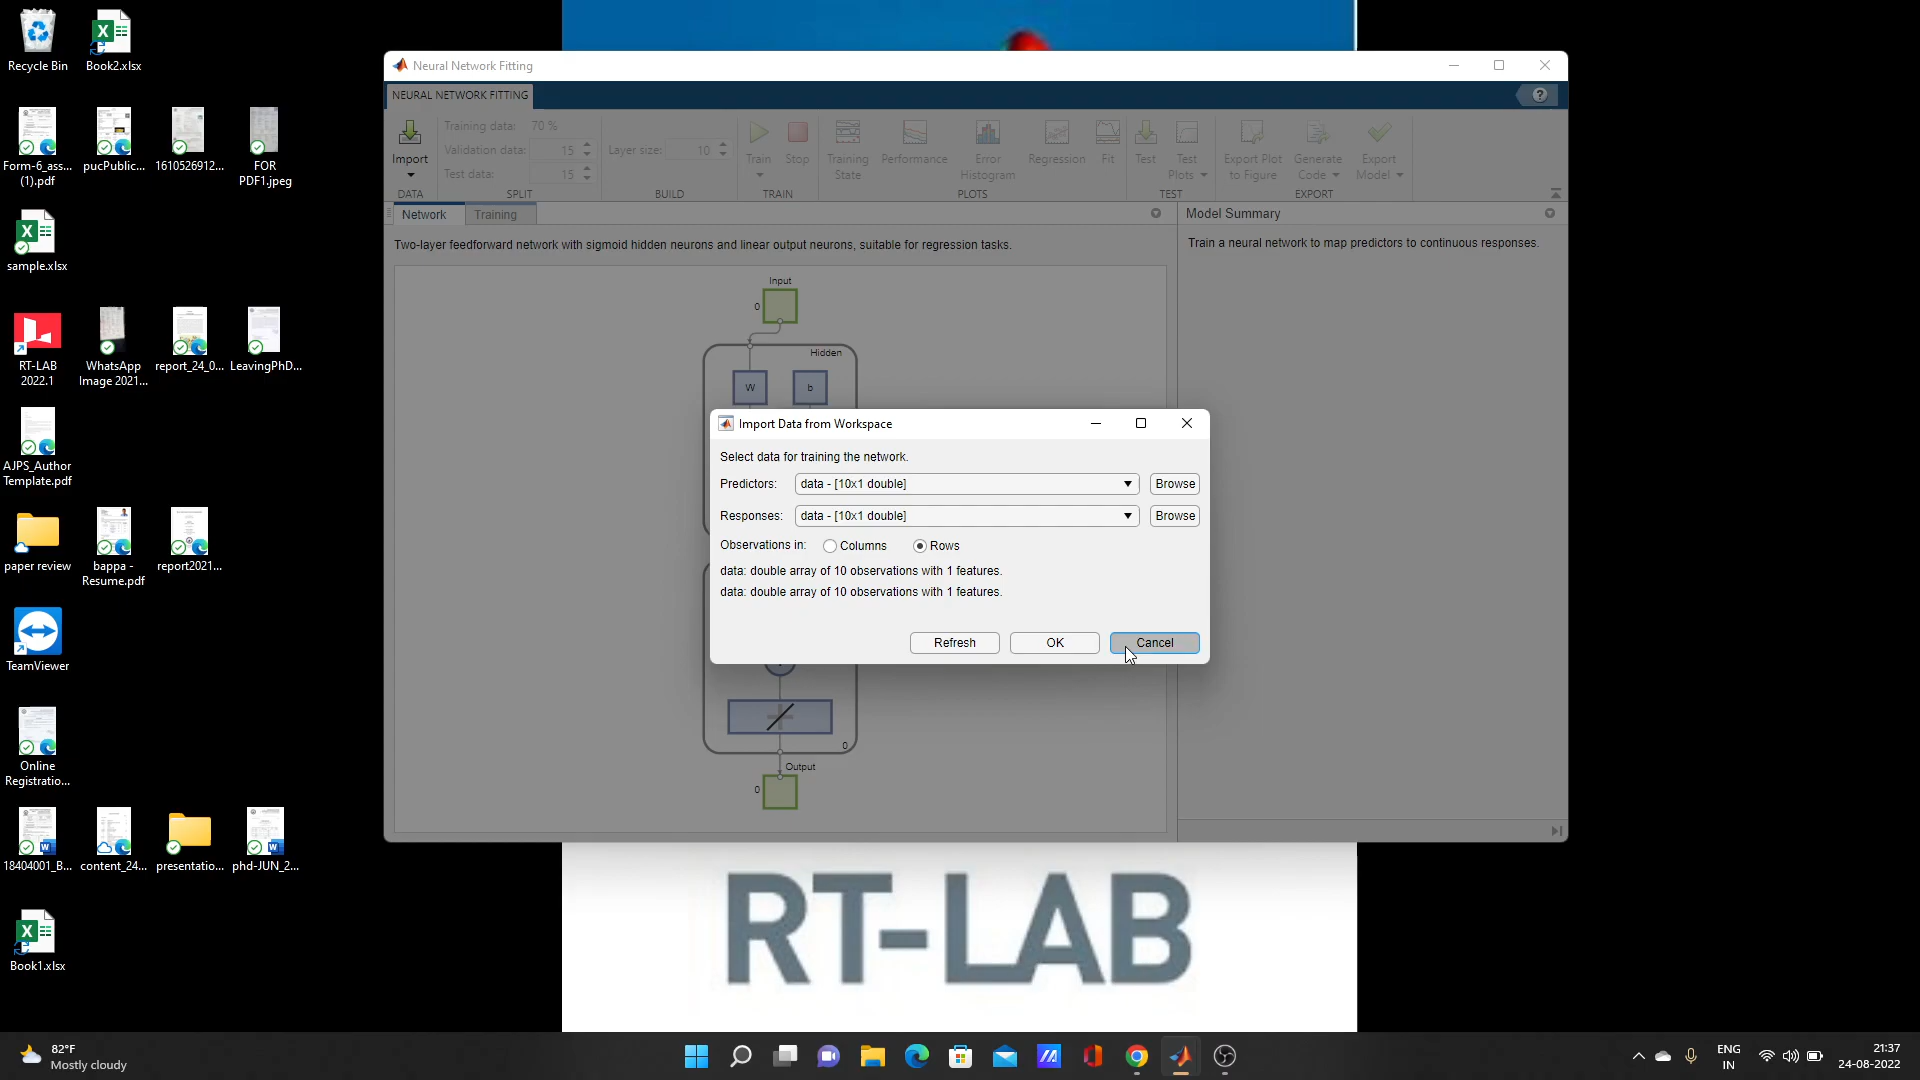 Recycle Bin
Book2.xlsx
Form-6_ass...
(1).pdf
pucPublic...
1610526912...
FOR
PDF1.jpeg
sample.xlsx
RT-LAB
2022.1
WhatsApp
Image 2021...
report_24_0...
LeavingPhD...
AJPS_Author
Template.pdf
paper review
bappa -
Resume.pdf
report2021...
TeamViewer
Online
Registratio...
18404001_B...
content_24...
presentatio...
phd-JUN_2...
Book1.xlsx
Neural Network Fitting
NEURAL NETWORK FITTING
?
Import
DATA
Training data: 70 %
Validation data: 15
Test data: 15
SPLIT
Layer size: 10
BUILD
Train
Stop
TRAIN
Training
State
Performance
Error
Histogram
Regression
Fit
PLOTS
Test
Test
Plots
TEST
Export Plot
to Figure
Generate
Code
Export
Model
EXPORT
Network
Training
Model Summary
Two-layer feedforward network with sigmoid hidden neurons and linear output neurons, suitable for regression tasks.
Train a neural network to map predictors to continuous responses.
Input
0
Hidden
W
b
Import Data from Workspace
Select data for training the network.
Predictors: data - [10x1 double] Browse
Responses: data - [10x1 double] Browse
Observations in: Columns Rows
data: double array of 10 observations with 1 features.
data: double array of 10 observations with 1 features.
Refresh
OK
Cancel
0
Output
0
RT-LAB
82°F
Mostly cloudy
ENG
IN
21:37
24-08-2022